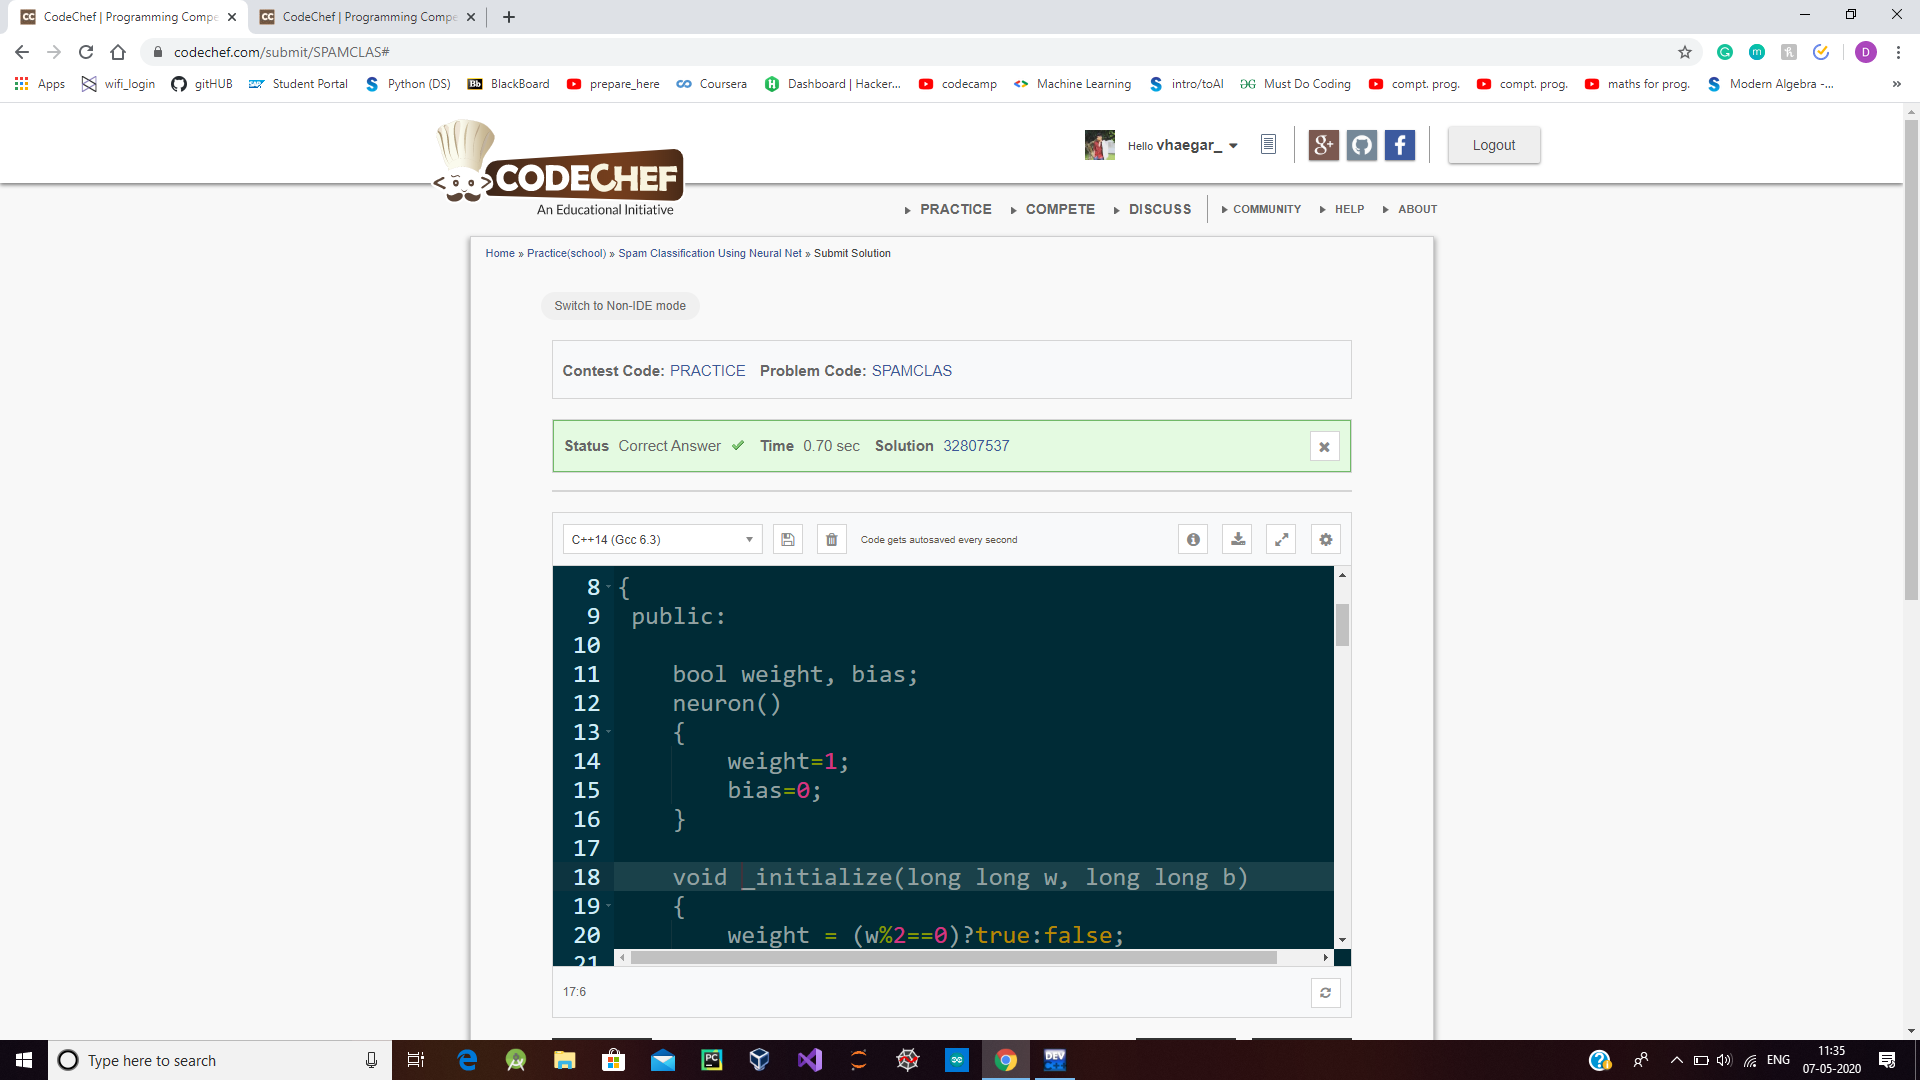 CodeChef | Programming Compe
CodeChef | Programming Compe
codechef.com/submit/SPAMCLAS#
D
Apps wifi_login gitHUB Student Portal Python (DS) BlackBoard prepare_here Coursera Dashboard | Hacker... codecamp Machine Learning intro/toAI Must Do Coding compt. prog. compt. prog. maths for prog. Modern Algebra -... »
CODECHEF
An Educational Initiative
Hello vhaegar_
Logout
PRACTICE COMPETE DISCUSS COMMUNITY HELP ABOUT
Home » Practice(school) » Spam Classification Using Neural Net » Submit Solution
Switch to Non-IDE mode
Contest Code: PRACTICE Problem Code: SPAMCLAS
Status Correct Answer Time 0.70 sec Solution 32807537
C++14 (Gcc 6.3)
Code gets autosaved every second
8 {
9 public:
10
11 bool weight, bias;
12 neuron()
13 {
14 weight=1;
15 bias=0;
16 }
17
18 void _initialize(long long w, long long b)
19 {
20 weight = (w%2==0)?true:false;
21
17:6
Type here to search
ENG
11:35
07-05-2020